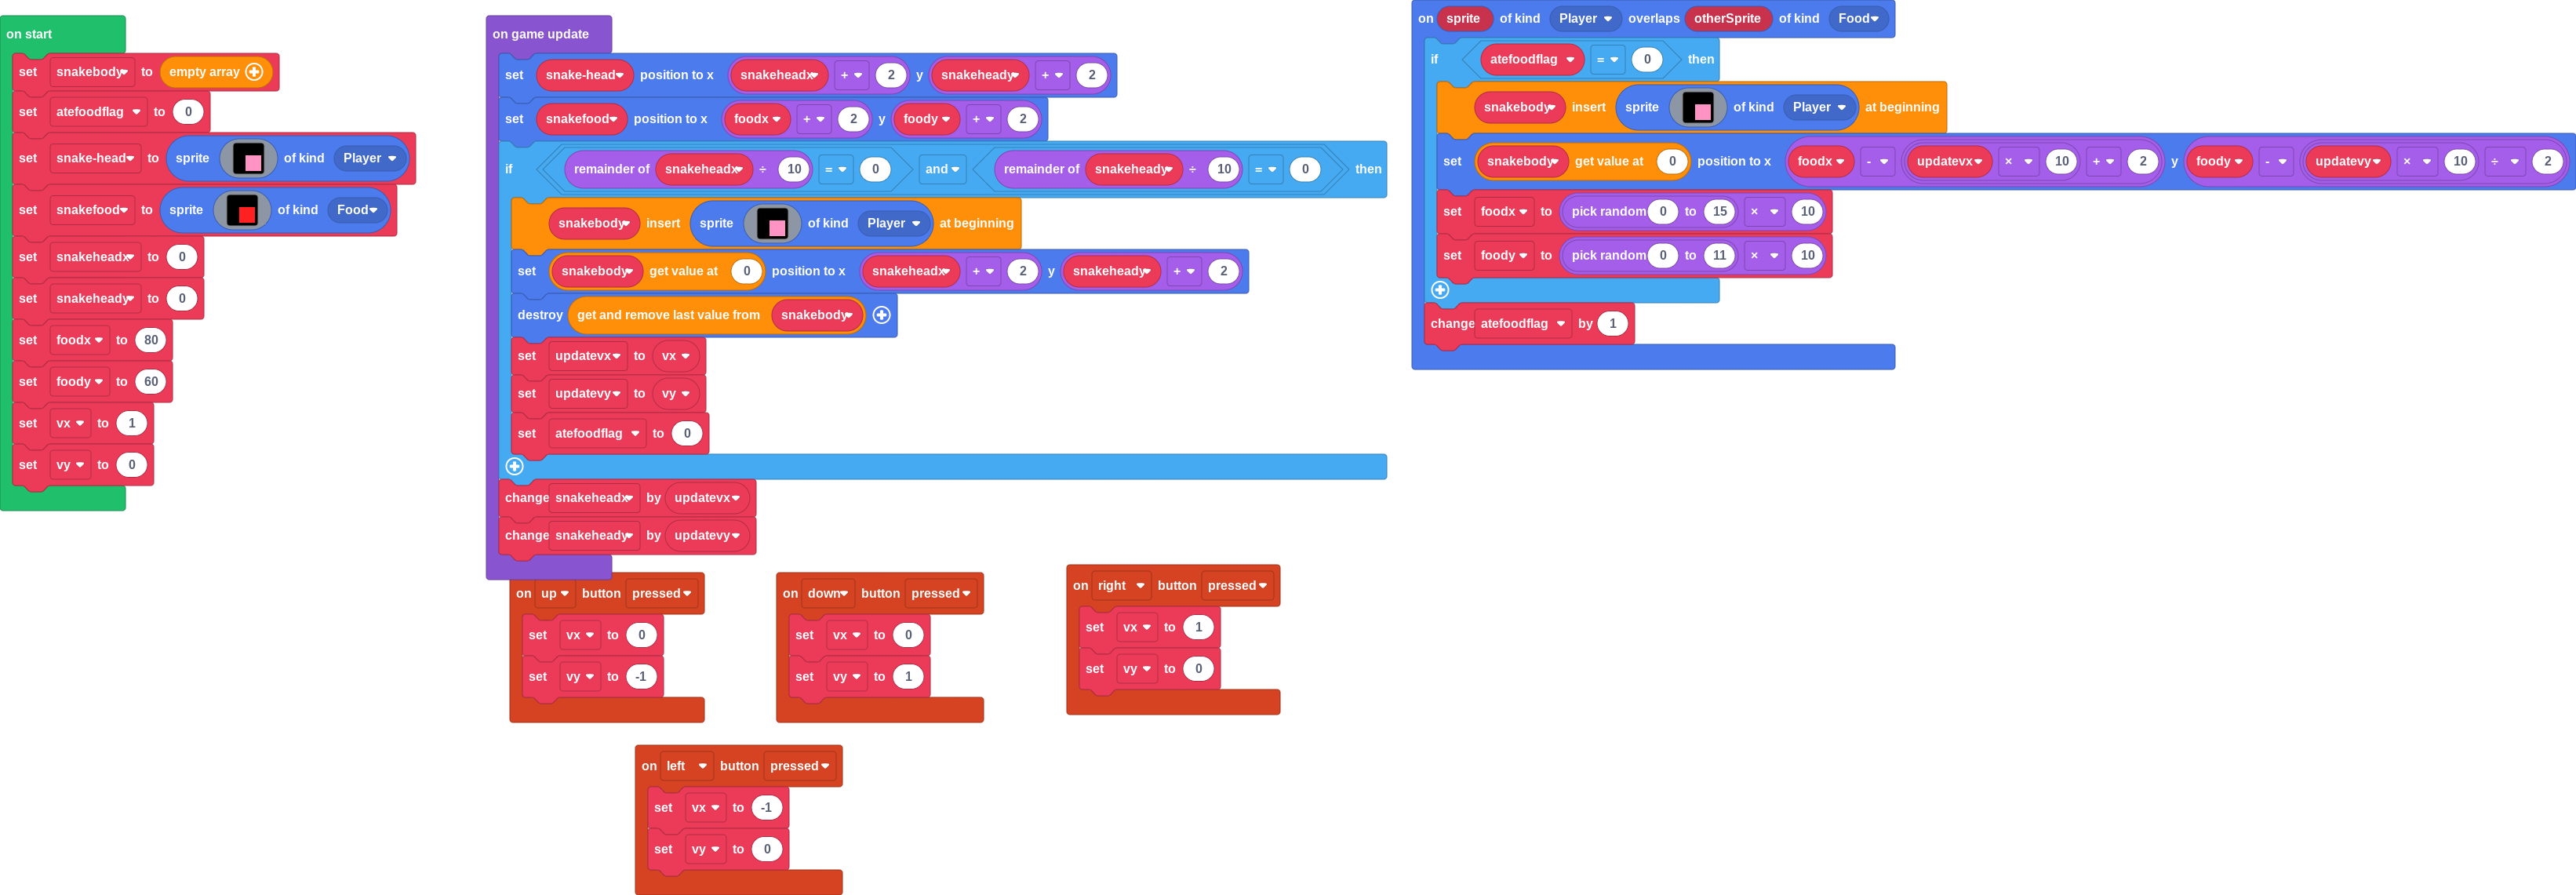 on start
set snakebody to empty array
set atefoodflag to 0
set snake-head to sprite of kind Player
set snakefood to sprite of kind Food
set snakeheadx to 0
set snakeheady to 0
set foodx to 80
set foody to 60
set vx to 1
set vy to 0
on game update
set snake-head position to x snakeheadx + 2 y snakeheady + 2
set snakefood position to x foodx + 2 y foody + 2
if remainder of snakeheadx ÷ 10 = 0 and remainder of snakeheady ÷ 10 = 0 then
snakebody insert sprite of kind Player at beginning
set snakebody get value at 0 position to x snakeheadx + 2 y snakeheady + 2
destroy get and remove last value from snakebody
set updatevx to vx
set updatevy to vy
set atefoodflag to 0
change snakeheadx by updatevx
change snakeheady by updatevy
on sprite of kind Player overlaps otherSprite of kind Food
if atefoodflag = 0 then
snakebody insert sprite of kind Player at beginning
set snakebody get value at 0 position to x foodx - updatevx × 10 + 2 y foody - updatevy × 10 ÷ 2
set foodx to pick random 0 to 15 × 10
set foody to pick random 0 to 11 × 10
change atefoodflag by 1
on up button pressed
set vx to 0
set vy to -1
on down button pressed
set vx to 0
set vy to 1
on right button pressed
set vx to 1
set vy to 0
on left button pressed
set vx to -1
set vy to 0